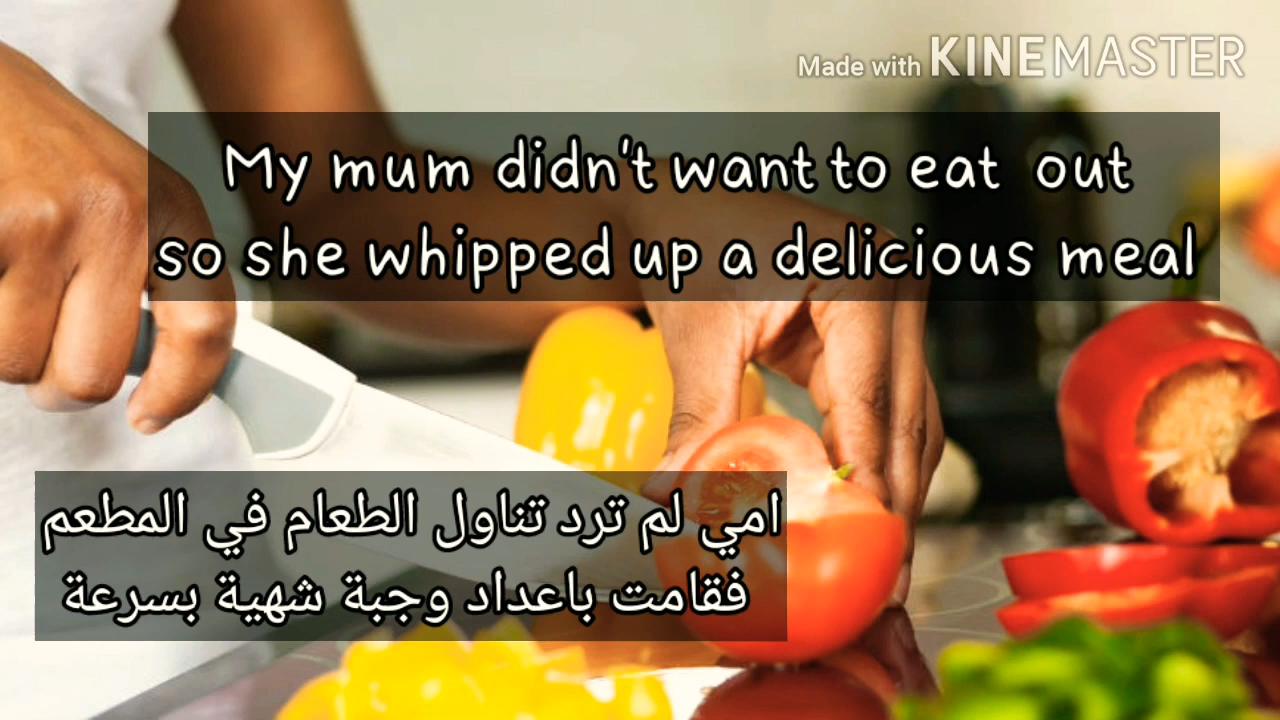 Made with KINEMASTER
My mum didn't want to eat out
so she whipped up a delicious meal
امي لم ترد تناول الطعام في المطعم
فقامت باعداد وجبة شهية بسرعة